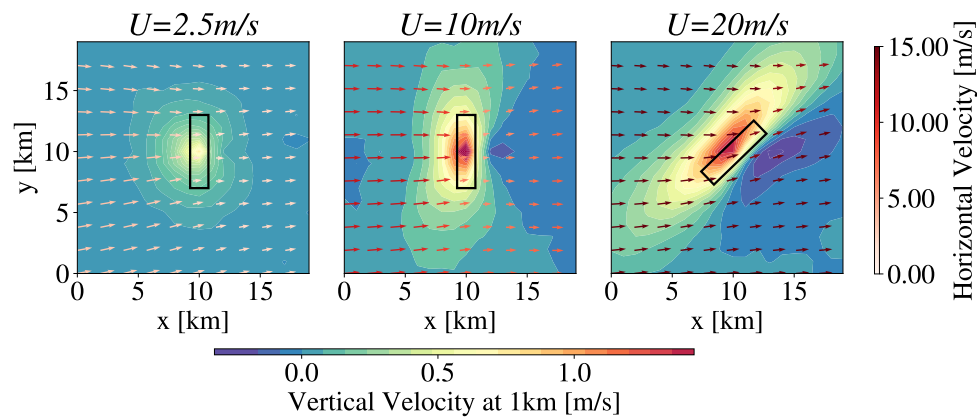 U=2.5m/s U=10m/s U=20m/s
y [km]
15
10
5
0
0 5 10 15
x [km]
0 5 10 15
x [km]
0 5 10 15
x [km]
15.00
10.00
5.00
0.00
Horizontal Velocity [m/s]
0.0 0.5 1.0
Vertical Velocity at 1km [m/s]